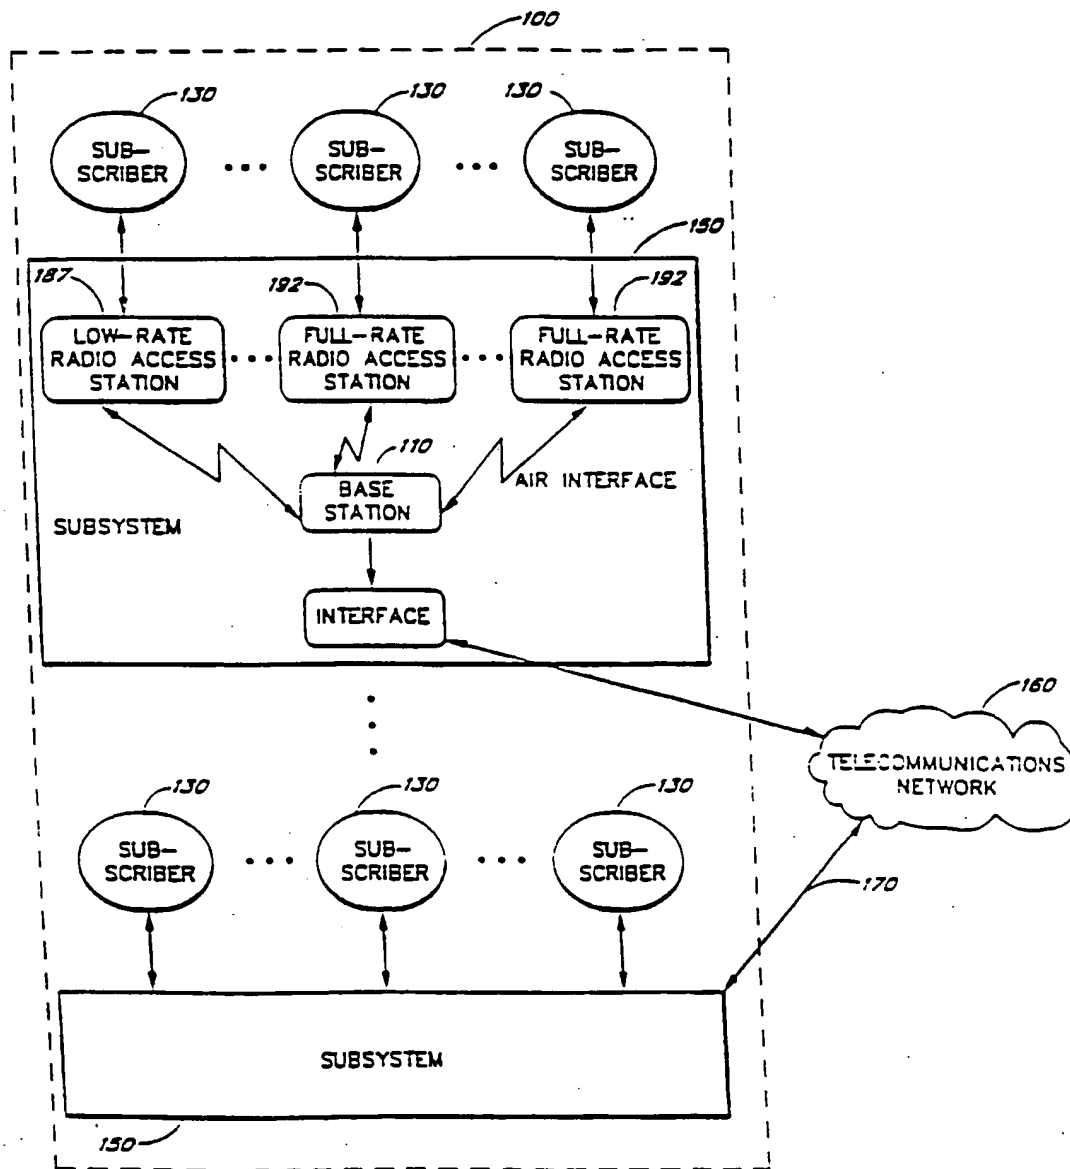 100
130
130
130
SUB-
SCRIBER
SUB-
SCRIBER
SUB-
SCRIBER
150
187
192
192
LOW-RATE
RADIO ACCESS
STATION
FULL-RATE
RADIO ACCESS
STATION
FULL-RATE
RADIO ACCESS
STATION
110
BASE
STATION
AIR INTERFACE
SUBSYSTEM
INTERFACE
160
TELECOMMUNICATIONS
NETWORK
130
130
130
SUB-
SCRIBER
SUB-
SCRIBER
SUB-
SCRIBER
170
SUBSYSTEM
150